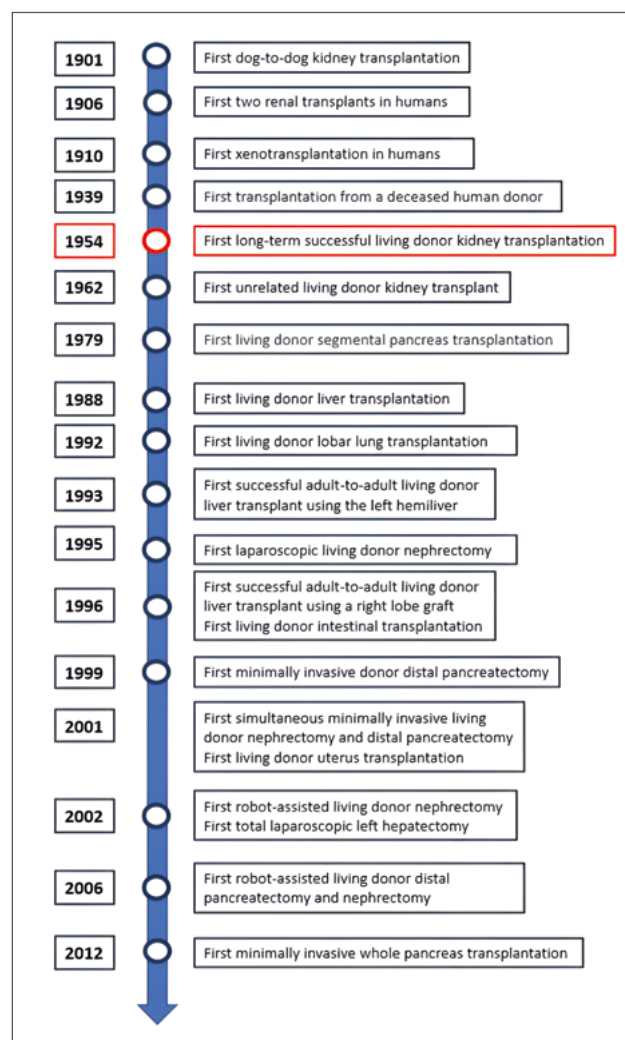 1901
First dog-to-dog kidney transplantation
1906
First two renal transplants in humans
1910
First xenotransplantation in humans
1939
First transplantation from a deceased human donor
1954
First long-term successful living donor kidney transplantation
1962
First unrelated living donor kidney transplant
1979
First living donor segmental pancreas transplantation
1988
First living donor liver transplantation
1992
First living donor lobar lung transplantation
1993
First successful adult-to-adult living donor
liver transplant using the left hemiliver
1995
First laparoscopic living donor nephrectomy
1996
First successful adult-to-adult living donor
liver transplant using a right lobe graft
First living donor intestinal transplantation
1999
First minimally invasive donor distal pancreatectomy
2001
First simultaneous minimally invasive living
donor nephrectomy and distal pancreatectomy
First living donor uterus transplantation
2002
First robot-assisted living donor nephrectomy
First total laparoscopic left hepatectomy
2006
First robot-assisted living donor distal
pancreatectomy and nephrectomy
2012
First minimally invasive whole pancreas transplantation